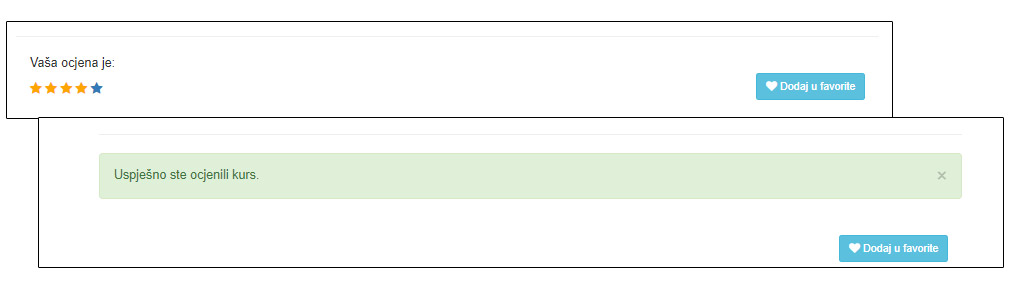 Vaša ocjena je:
Dodaj u favorite
Uspješno ste ocjenili kurs.
×
Dodaj u favorite